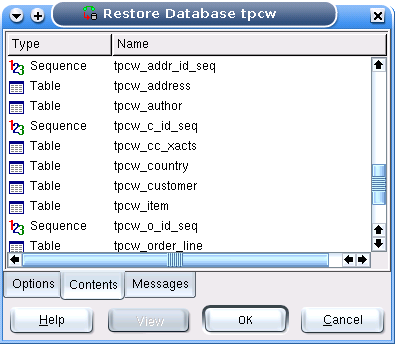 Restore Database tpcw
Type Name
Sequence tpcw_addr_id_seq
Table tpcw_address
Table tpcw_author
Sequence tpcw_c_id_seq
Table tpcw_cc_xacts
Table tpcw_country
Table tpcw_customer
Table tpcw_item
Sequence tpcw_o_id_seq
Table tpcw_order_line
Options Contents Messages
Help View OK Cancel